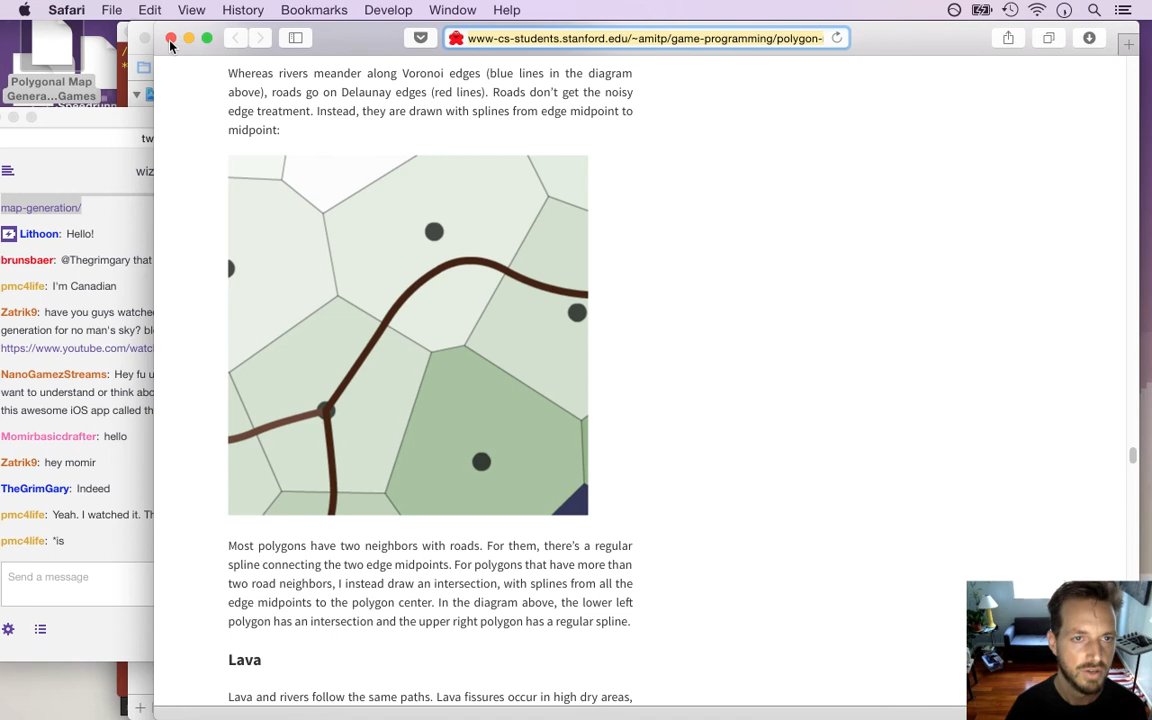 Safari File Edit View History Bookmarks Develop Window Help
www-cs-students.stanford.edu/~amitp/game-programming/polygon-
Polygonal Map
Genera...Games
Speedrun
tw
wiz
map-generation/
Lithoon: Hello!
brunsbaer: @Thegrimgary that
pmc4life: I'm Canadian
Zatrik9: have you guys watche
generation for no man's sky? bl
https://www.youtube.com/watc
NanoGamezStreams: Hey fu u
want to understand or think abo
this awesome iOS app called th
Momirbasicdrafter: hello
Zatrik9: hey momir
TheGrimGary: Indeed
pmc4life: Yeah. I watched it. Th
pmc4life: *is
Send a message
Whereas rivers meander along Voronoi edges (blue lines in the diagram
above), roads go on Delaunay edges (red lines). Roads don't get the noisy
edge treatment. Instead, they are drawn with splines from edge midpoint to
midpoint:
Most polygons have two neighbors with roads. For them, there's a regular
spline connecting the two edge midpoints. For polygons that have more than
two road neighbors, I instead draw an intersection, with splines from all the
edge midpoints to the polygon center. In the diagram above, the lower left
polygon has an intersection and the upper right polygon has a regular spline.
Lava
Lava and rivers follow the same paths. Lava fissures occur in high dry areas,